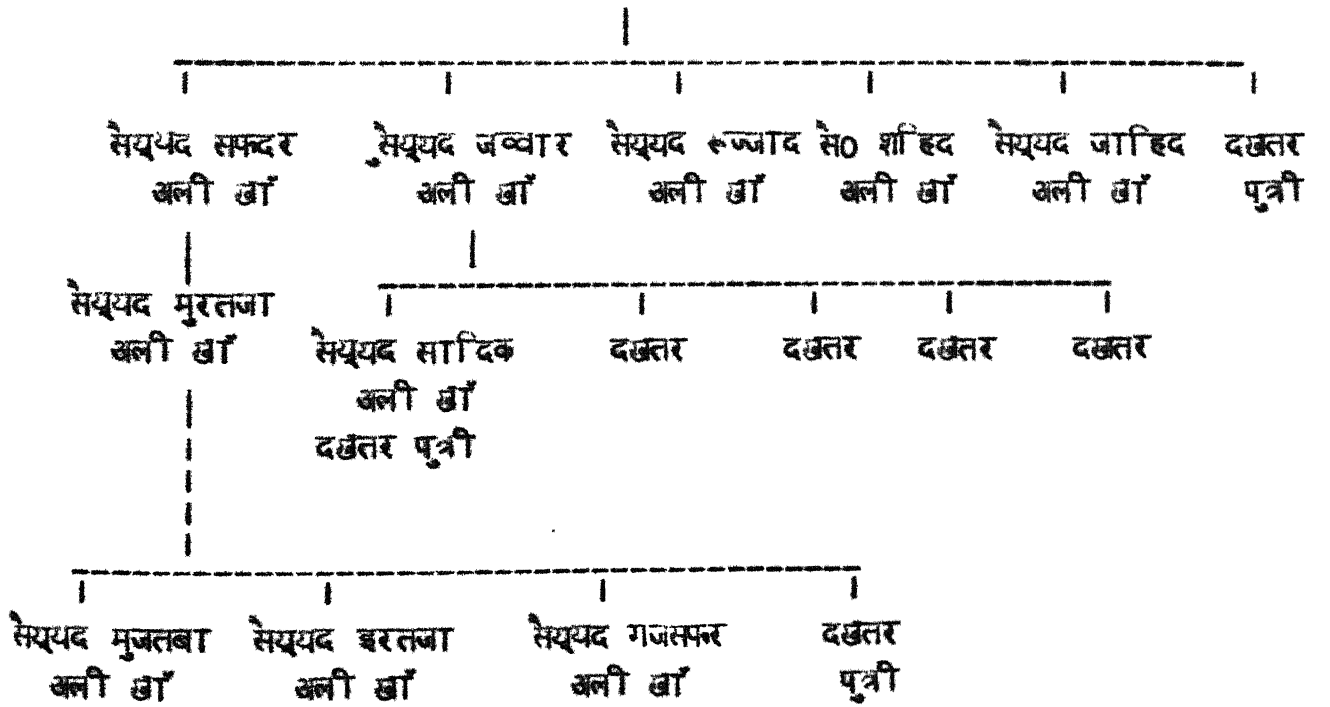 सैय्यद सफदर सैय्यद जव्वार सैय्यद सज्जाद सै0 शाहिद सैय्यद जाहिद दख्तर
अली खाँ अली खाँ अली खाँ अली खाँ अली खाँ पुत्री
सैय्यद मुरतजा
अली खाँ
सैय्यद सादिक दख्तर दख्तर दख्तर दख्तर
अली खाँ
दख्तर पुत्री
सैय्यद मुजतबा सैय्यद इरतजा सैय्यद गजमफर दख्तर
अली खाँ अली खाँ अली खाँ पुत्री